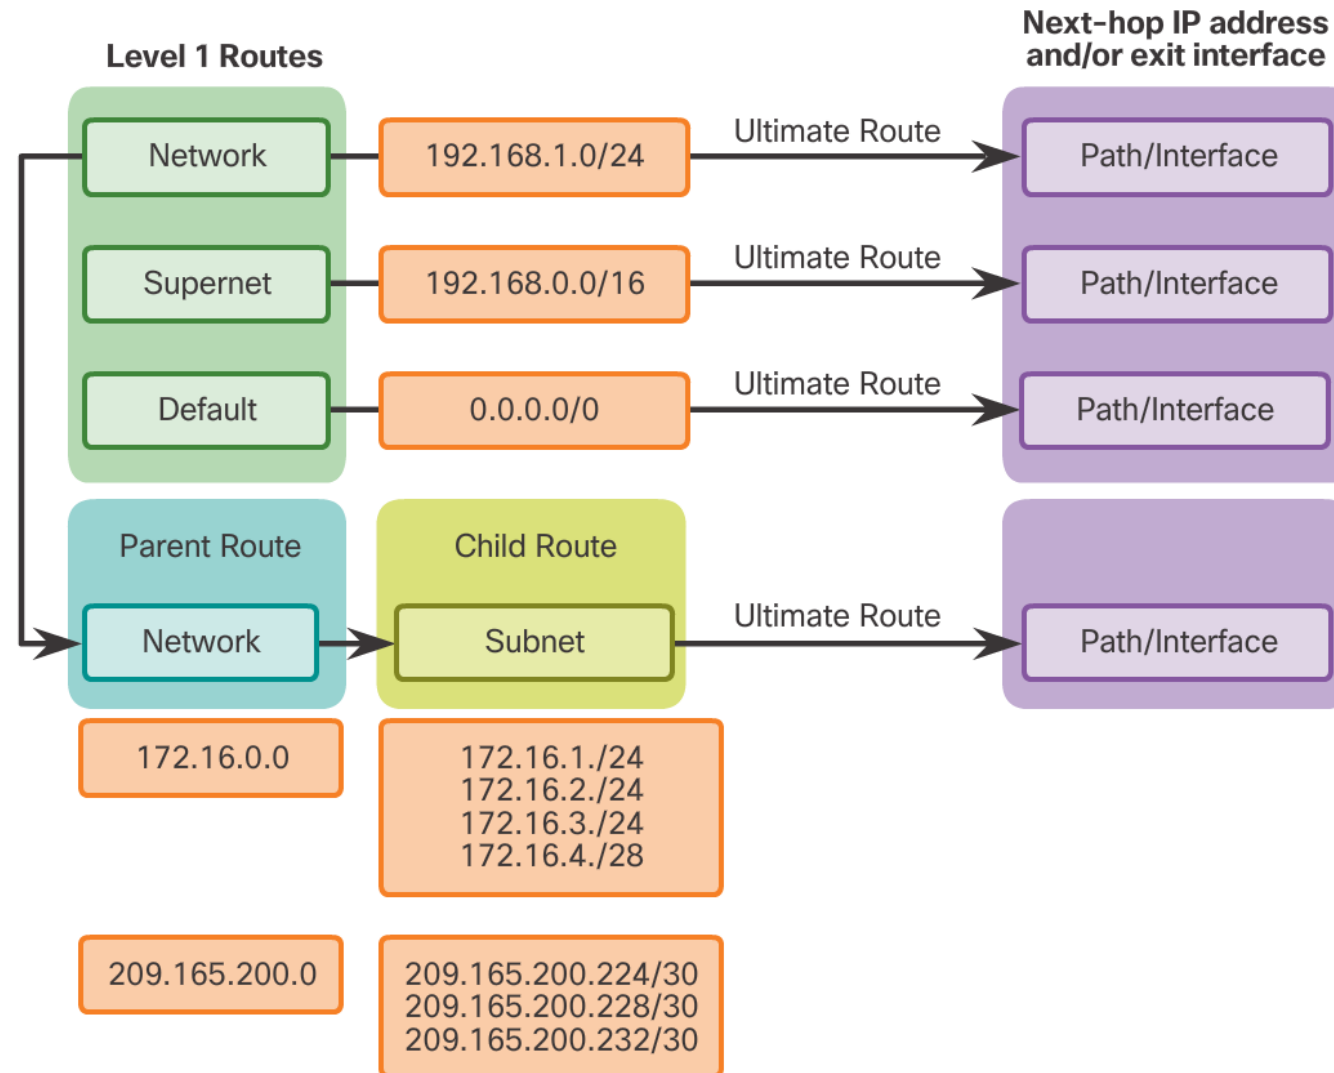 Level 1 Routes
Next-hop IP address
and/or exit interface
Network
192.168.1.0/24
Ultimate Route
Path/Interface
Supernet
192.168.0.0/16
Ultimate Route
Path/Interface
Default
0.0.0.0/0
Ultimate Route
Path/Interface
Parent Route
Child Route
Network
Subnet
Ultimate Route
Path/Interface
172.16.0.0
172.16.1./24
172.16.2./24
172.16.3./24
172.16.4./28
209.165.200.0
209.165.200.224/30
209.165.200.228/30
209.165.200.232/30